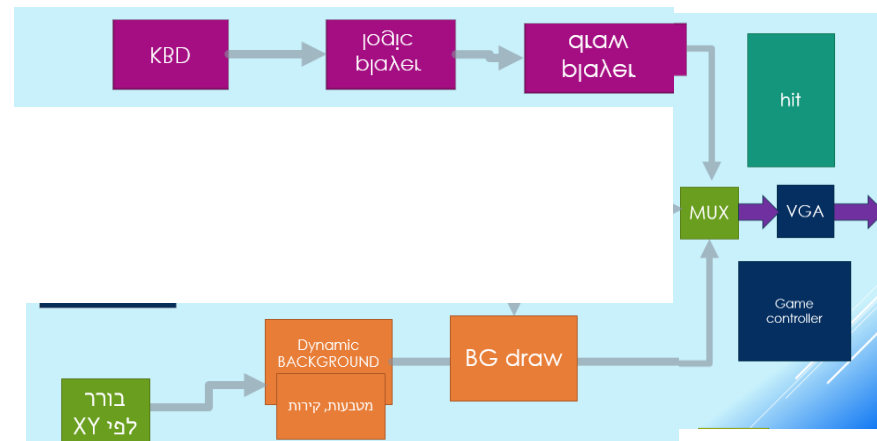 KBD
player
logic
player
draw
hit
MUX
VGA
Game
controller
Dynamic
BACKGROUND
מטבעות, קירות
BG draw
בורר
לפי XY